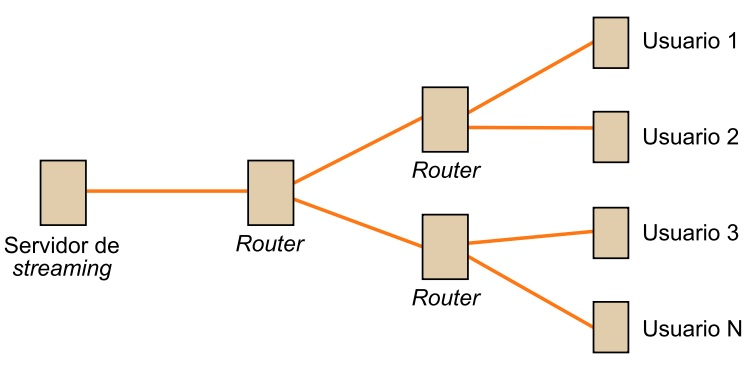 Servidor de
streaming
Router
Router
Router
Usuario 1
Usuario 2
Usuario 3
Usuario N